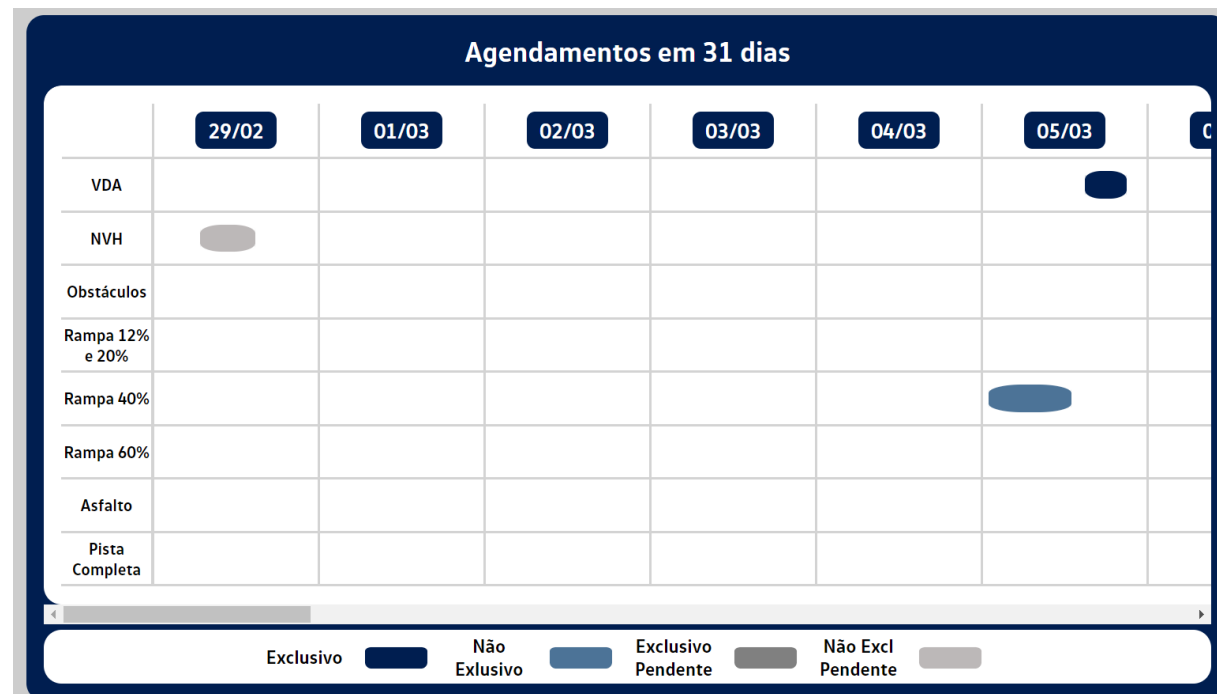 Agendamentos em 31 dias
29/02 01/03 02/03 03/03 04/03 05/03 0
VDA
NVH
Obstáculos
Rampa 12%
e 20%
Rampa 40%
Rampa 60%
Asfalto
Pista
Completa
Exclusivo
Não
Exlusivo
Exclusivo
Pendente
Não Excl
Pendente